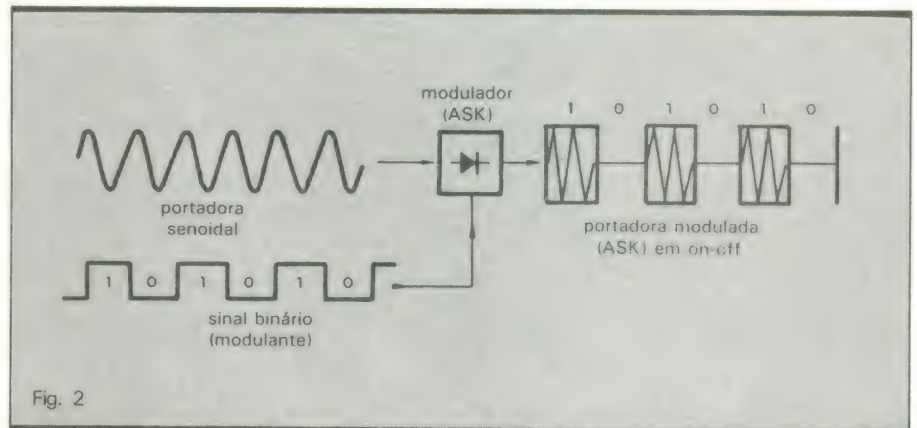 modulador
(ASK)
1 0 1 0 1 0
portadora
senoidal
portadora modulada
(ASK) em on-off
1 0 1 0 1 0
sinal binário
(modulante)
Fig. 2